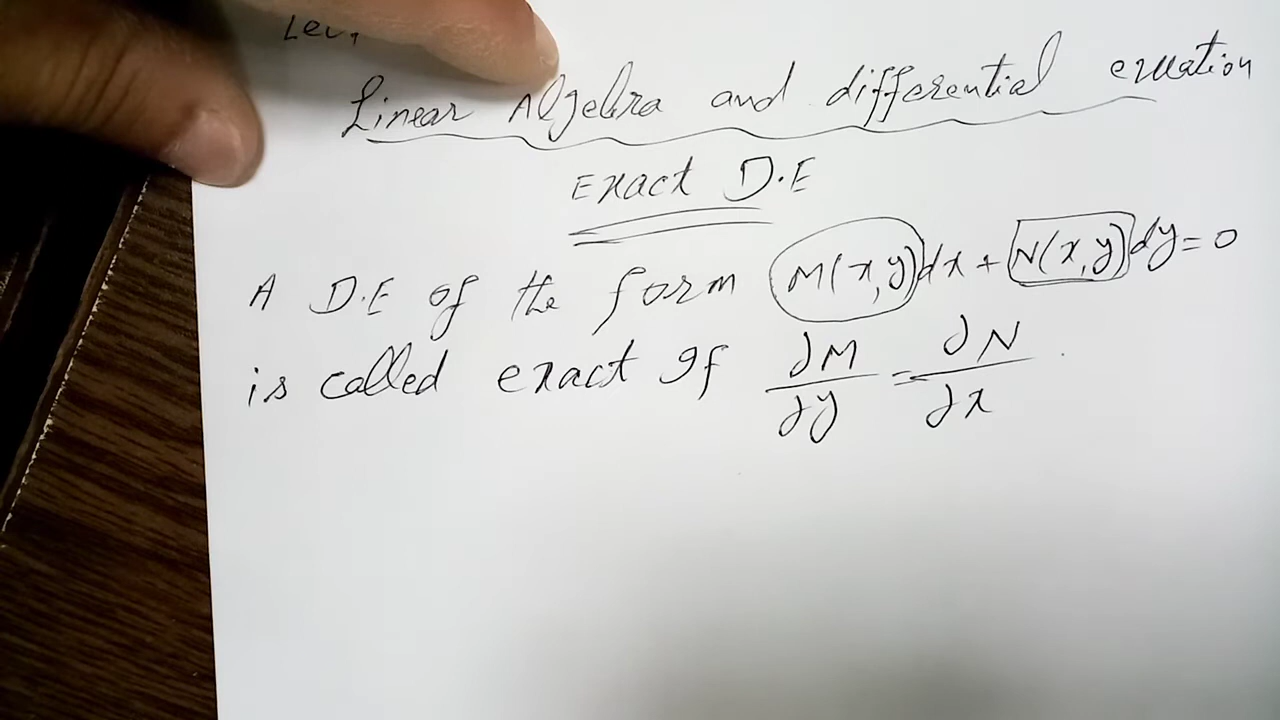 Linear Algebra and differential equation
Exact D.E
A D.E of the form M(x,y)dx + N(x,y)dy = 0
is called exact If ∂M/∂y = ∂N/∂x .